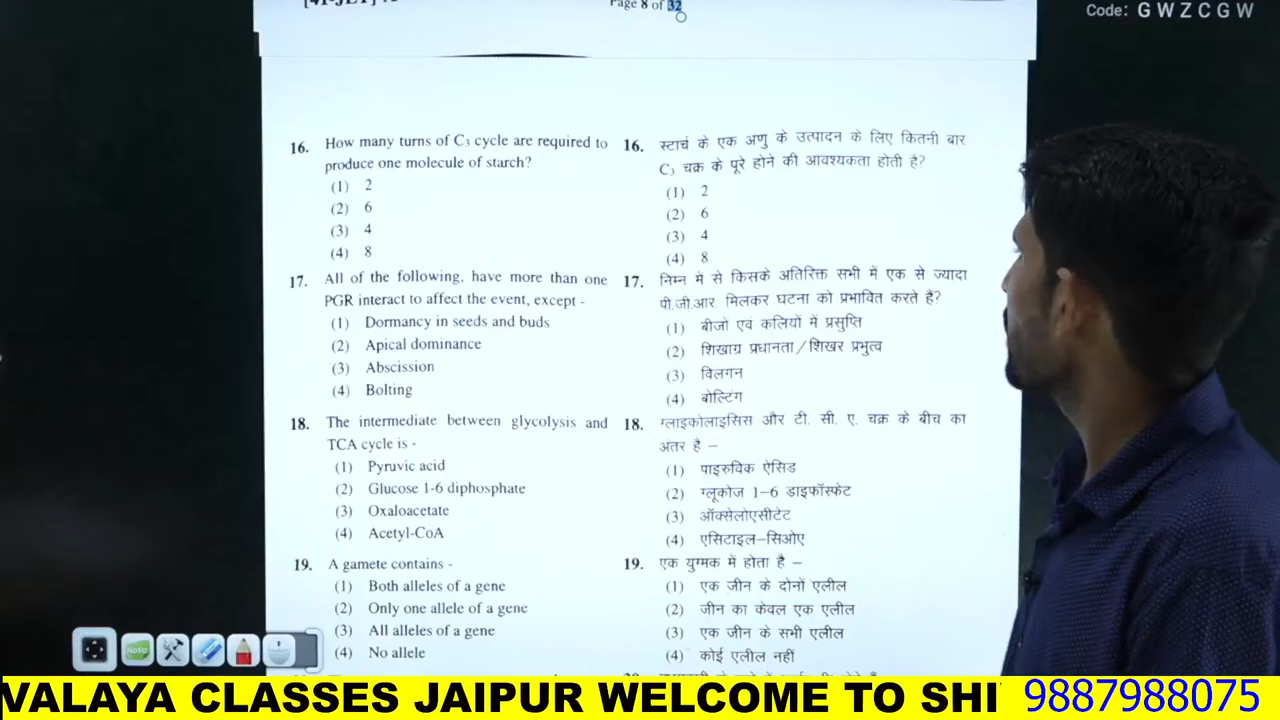 Page 8 of 32
Code: G W Z C G W
16. How many turns of C₃ cycle are required to
produce one molecule of starch?
(1) 2
(2) 6
(3) 4
(4) 8
17. All of the following, have more than one
PGR interact to affect the event, except -
(1) Dormancy in seeds and buds
(2) Apical dominance
(3) Abscission
(4) Bolting
18. The intermediate between glycolysis and
TCA cycle is -
(1) Pyruvic acid
(2) Glucose 1-6 diphosphate
(3) Oxaloacetate
(4) Acetyl-CoA
19. A gamete contains -
(1) Both alleles of a gene
(2) Only one allele of a gene
(3) All alleles of a gene
(4) No allele
16. स्टार्च के एक अणु के उत्पादन के लिए कितनी बार
C₃ चक्र के पूरे होने की आवश्यकता होती है?
(1) 2
(2) 6
(3) 4
(4) 8
17. निम्न में से किसके अतिरिक्त सभी में एक से ज्यादा
पी.जी.आर. मिलकर घटना को प्रभावित करते है?
(1) बीजों एवं कलियों में प्रसुप्ति
(2) शिखाग्र प्रधानता/शिखर प्रभुत्व
(3) विलगन
(4) बोल्टिंग
18. ग्लाइकोलाइसिस और टी. सी. ए. चक्र के बीच का
अंतर है –
(1) पाइरुविक ऐसिड
(2) ग्लूकोज 1–6 डाइफॉस्फेट
(3) ऑक्सेलोएसीटेट
(4) एसिटाइल–सिओए
19. एक युग्मक में होता है –
(1) एक जीन के दोनों एलील
(2) जीन का केवल एक एलील
(3) एक जीन के सभी एलील
(4) कोई एलील नहीं
VALAYA CLASSES JAIPUR WELCOME TO SHI 9887988075